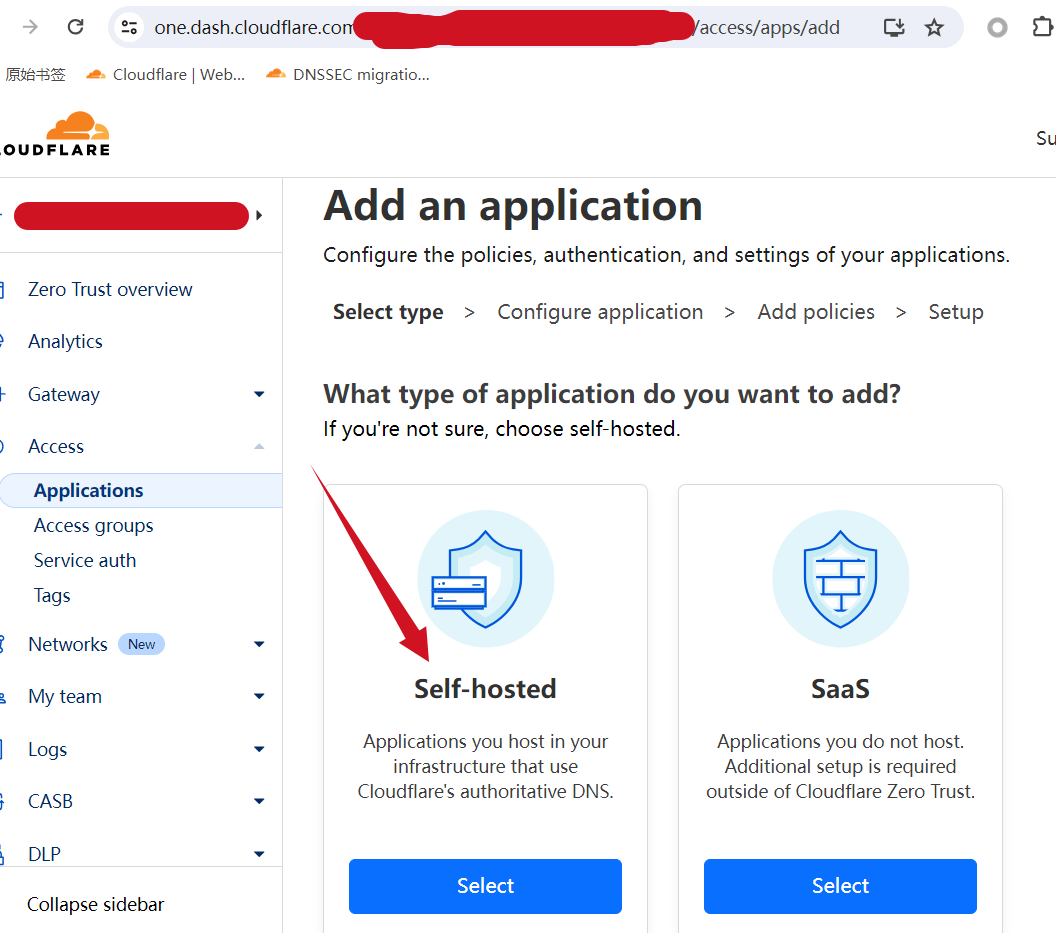 one.dash.cloudflare.com
/access/apps/add
原始书签
Cloudflare | Web...
DNSSEC migratio...
LOUDFLARE
Su
Add an application
Configure the policies, authentication, and settings of your applications.
Select type > Configure application > Add policies > Setup
What type of application do you want to add?
If you're not sure, choose self-hosted.
Zero Trust overview
Analytics
Gateway
Access
Applications
Access groups
Service auth
Tags
Networks New
My team
Logs
CASB
DLP
Collapse sidebar
Self-hosted
Applications you host in your
infrastructure that use
Cloudflare's authoritative DNS.
Select
SaaS
Applications you do not host.
Additional setup is required
outside of Cloudflare Zero Trust.
Select